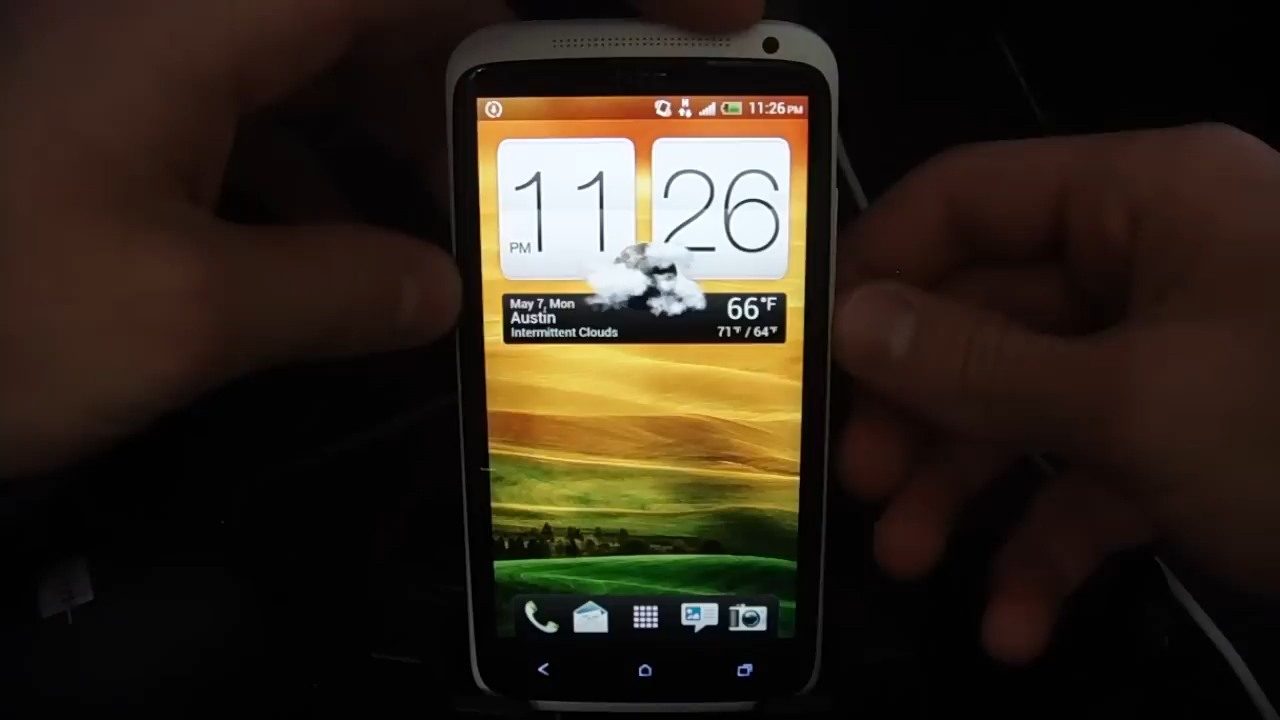 H
11:26 PM
11 26
PM
May 7, Mon
Austin
Intermittent Clouds
66°F
71°F / 64°F